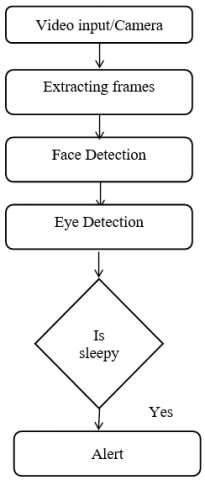 Video input/Camera
Extracting frames
Face Detection
Eye Detection
Is
sleepy
Yes
Alert